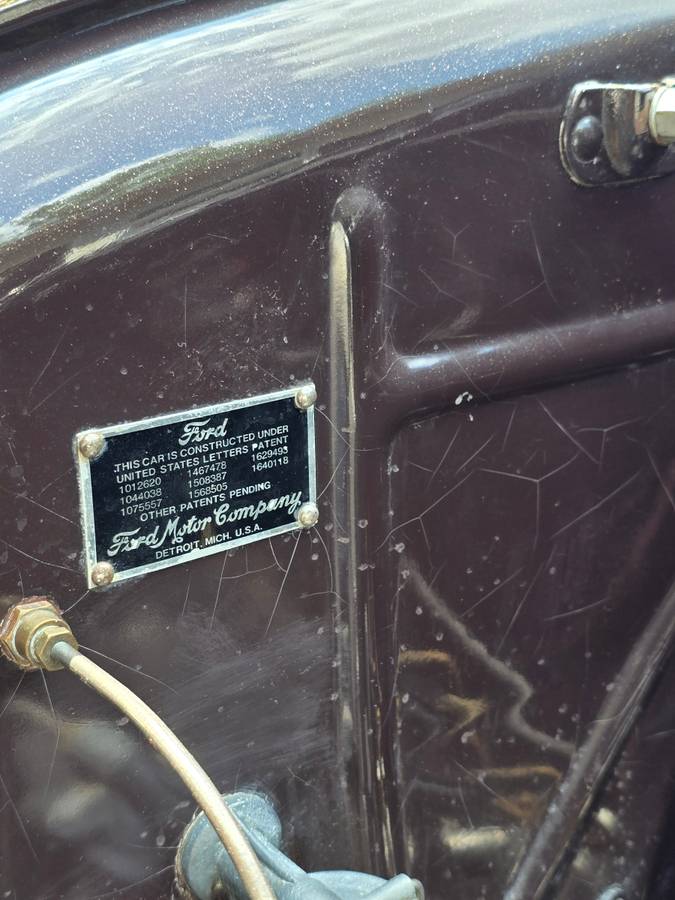 Ford
THIS CAR IS CONSTRUCTED UNDER
UNITED STATES LETTERS PATENT
1012620 1467478 1629493
1044038 1508387 1640118
1075557 1568505
OTHER PATENTS PENDING
Ford Motor Company
DETROIT, MICH. U.S.A.